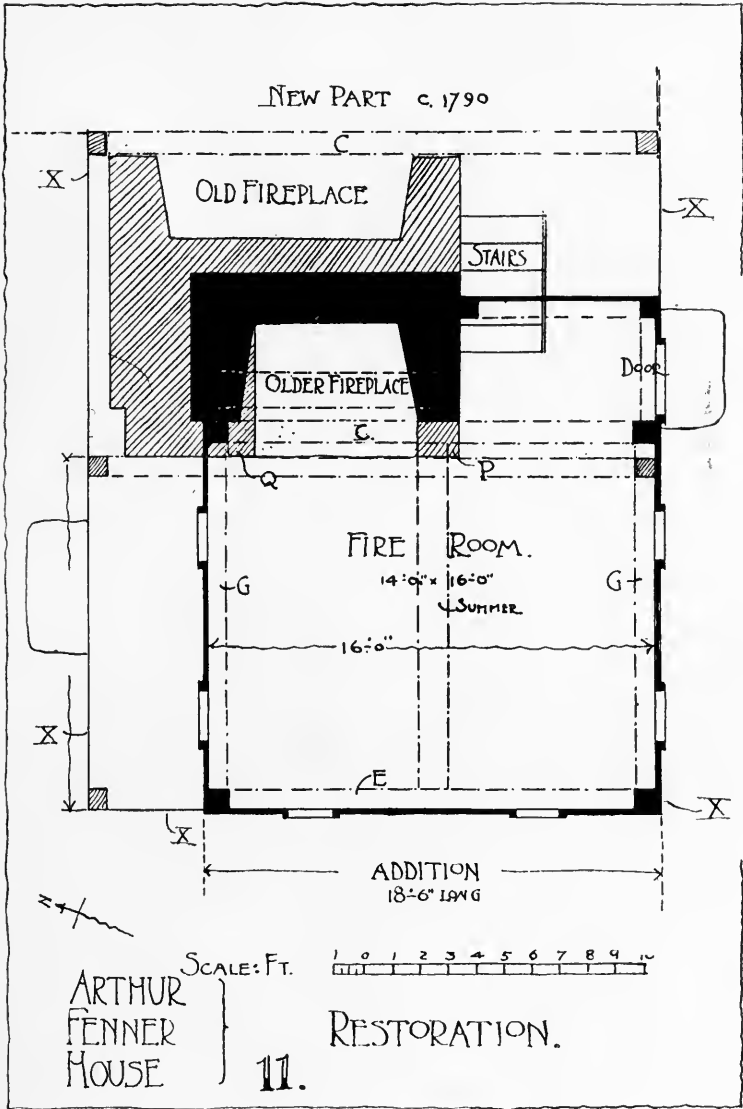 NEW PART C. 1790
C
X
X
OLD FIREPLACE
STAIRS
DOOR
OLDER FIREPLACE
C.
Q
P
FIRE ROOM.
14'-0" x 16'-0"
G
G
SUMMER
16'-0"
X
E
X
X
ADDITION
18'-6" LONG
N
SCALE: FT.
1 0 1 2 3 4 5 6 7 8 9 10
ARTHUR
FENNER
HOUSE
11.
RESTORATION.